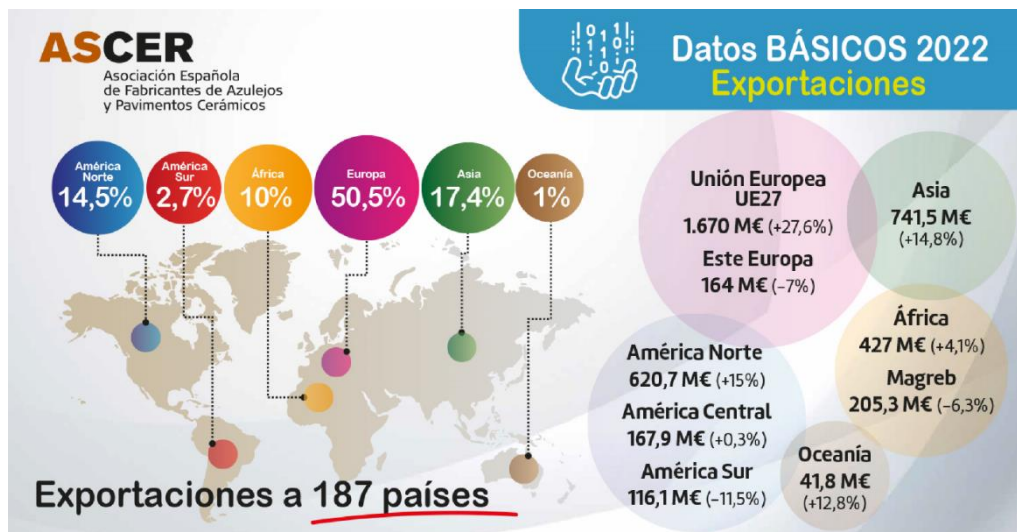 ASCER
Asociación Española
de Fabricantes de Azulejos
y Pavimentos Cerámicos
Datos BÁSICOS 2022
Exportaciones
América
Norte
14,5%
América
Sur
2,7%
África
10%
Europa
50,5%
Asia
17,4%
Oceanía
1%
Unión Europea
UE27
1.670 M€ (+27,6%)
Este Europa
164 M€ (-7%)
Asia
741,5 M€
(+14,8%)
África
427 M€ (+4,1%)
Magreb
205,3 M€ (-6,3%)
América Norte
620,7 M€ (+15%)
América Central
167,9 M€ (+0,3%)
América Sur
116,1 M€ (-11,5%)
Oceanía
41,8 M€
(+12,8%)
Exportaciones a 187 países